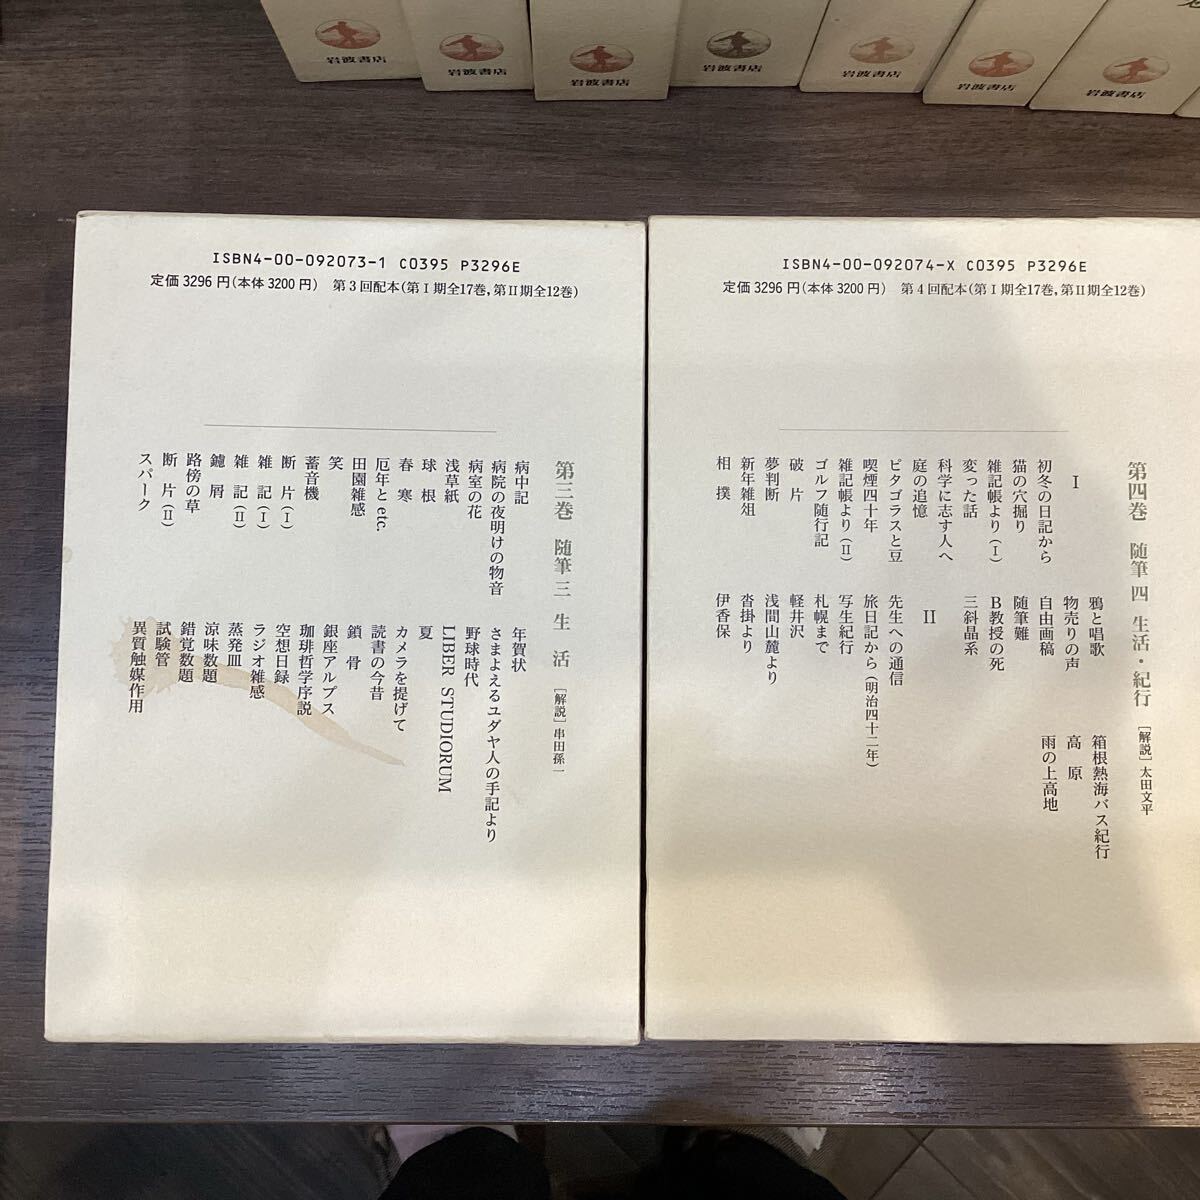 岩波書店
岩波書店
岩波書店
岩波書店
岩波書店
岩波書店
岩波書店
ISBN4-00-092073-1 C0395 P3296E
定価 3296 円(本体 3200 円) 第 3 回配本(第 I 期全17巻, 第 II 期全12巻)
第三巻 随筆 三 生 活 [解説] 串田孫一
病中記
病院の夜明けの物音
病室の花
浅草紙
球 根
春 寒
厄年と etc.
田園雑感
笑
蓄音機
断 片 (I)
雑 記 (I)
雑 記 (II)
鑢 屑
路傍の草
断 片 (II)
スパーク
年賀状
さまよえるユダヤ人の手記より
野球時代
LIBER STUDIORUM
夏
カメラを提げて
読書の今昔
鎖 骨
銀座アルプス
珈琲哲学序説
空想日録
ラジオ雑感
蒸発皿
涼味数題
錯覚数題
試験管
異質触媒作用
ISBN4-00-092074-X C0395 P3296E
定価 3296 円(本体 3200 円) 第 4 回配本(第 I 期全17巻, 第 II 期全12巻)
第四巻 随筆 四 生活・紀行 [解説] 太田文平
I
初冬の日記から
猫の穴掘り
雑記帳より (I)
変った話
科学に志す人へ
庭の追憶
ピタゴラスと豆
喫煙四十年
雑記帳より (II)
ゴルフ随行記
破 片
夢判断
新年雑俎
相 撲
鴉と唱歌
物売りの声
自由画稿
随筆難
B教授の死
三斜晶系
II
先生への通信
旅日記から (明治四十二年)
写生紀行
札幌まで
軽井沢
浅間山麓より
沓掛より
伊香保
箱根熱海バス紀行
高 原
雨の上高地